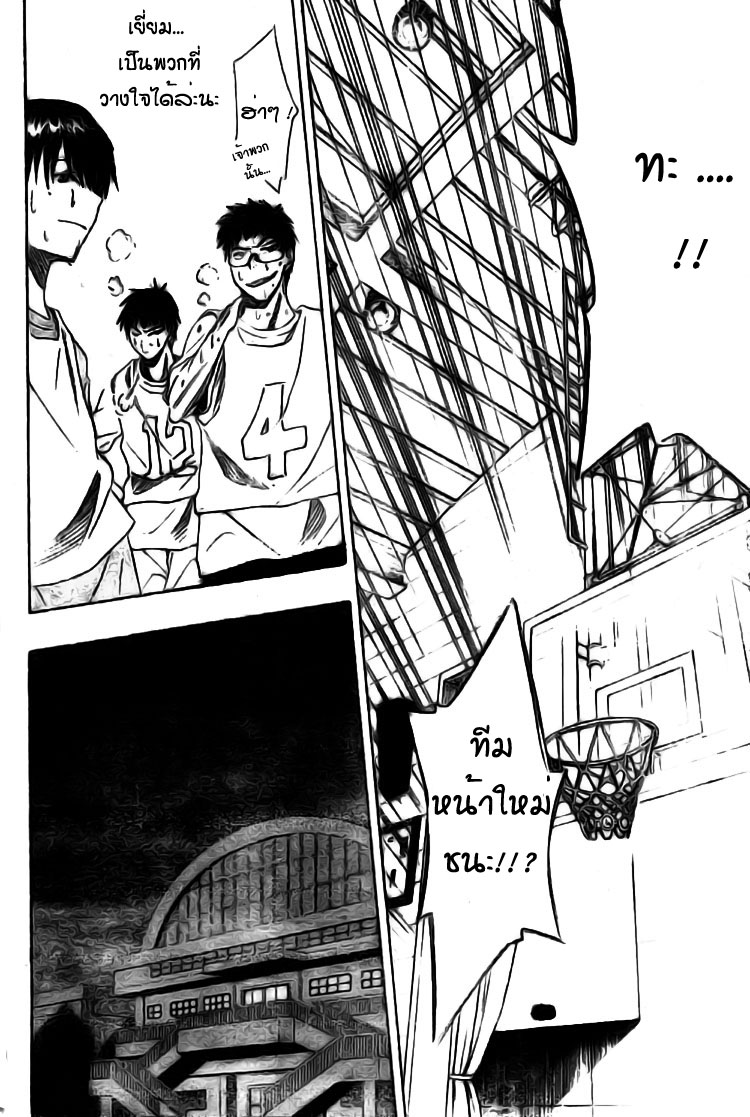 ทะ ....
!!
ทีม
หน้าใหม่
ชนะ!!?
ฮ่าๆ !
เจ้าพวก
นั้น...
เยี่ยม...
เป็นพวกที่
วางใจได้ล่ะนะ
15
4